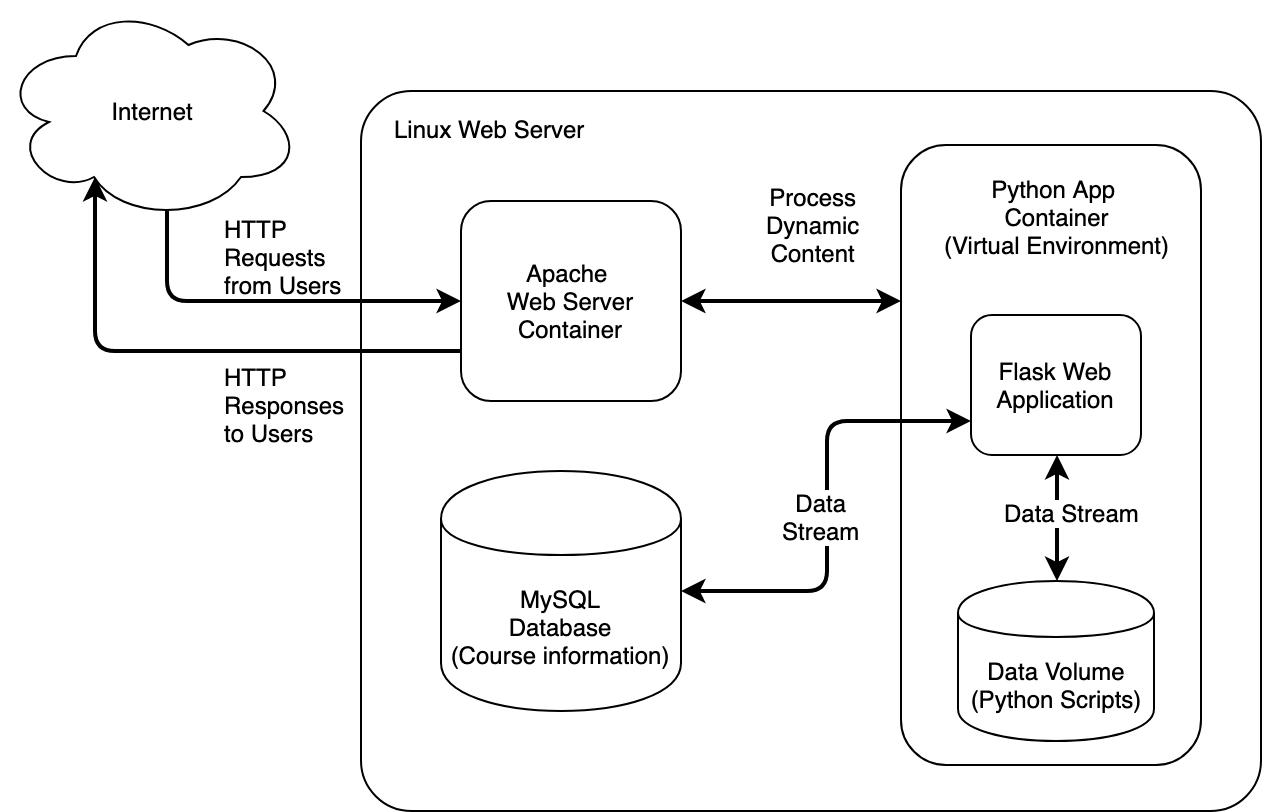 Internet
Linux Web Server
HTTP
Requests
from Users
HTTP
Responses
to Users
Apache
Web Server
Container
Process
Dynamic
Content
Python App
Container
(Virtual Environment)
Flask Web
Application
Data
Stream
Data Stream
MySQL
Database
(Course information)
Data Volume
(Python Scripts)